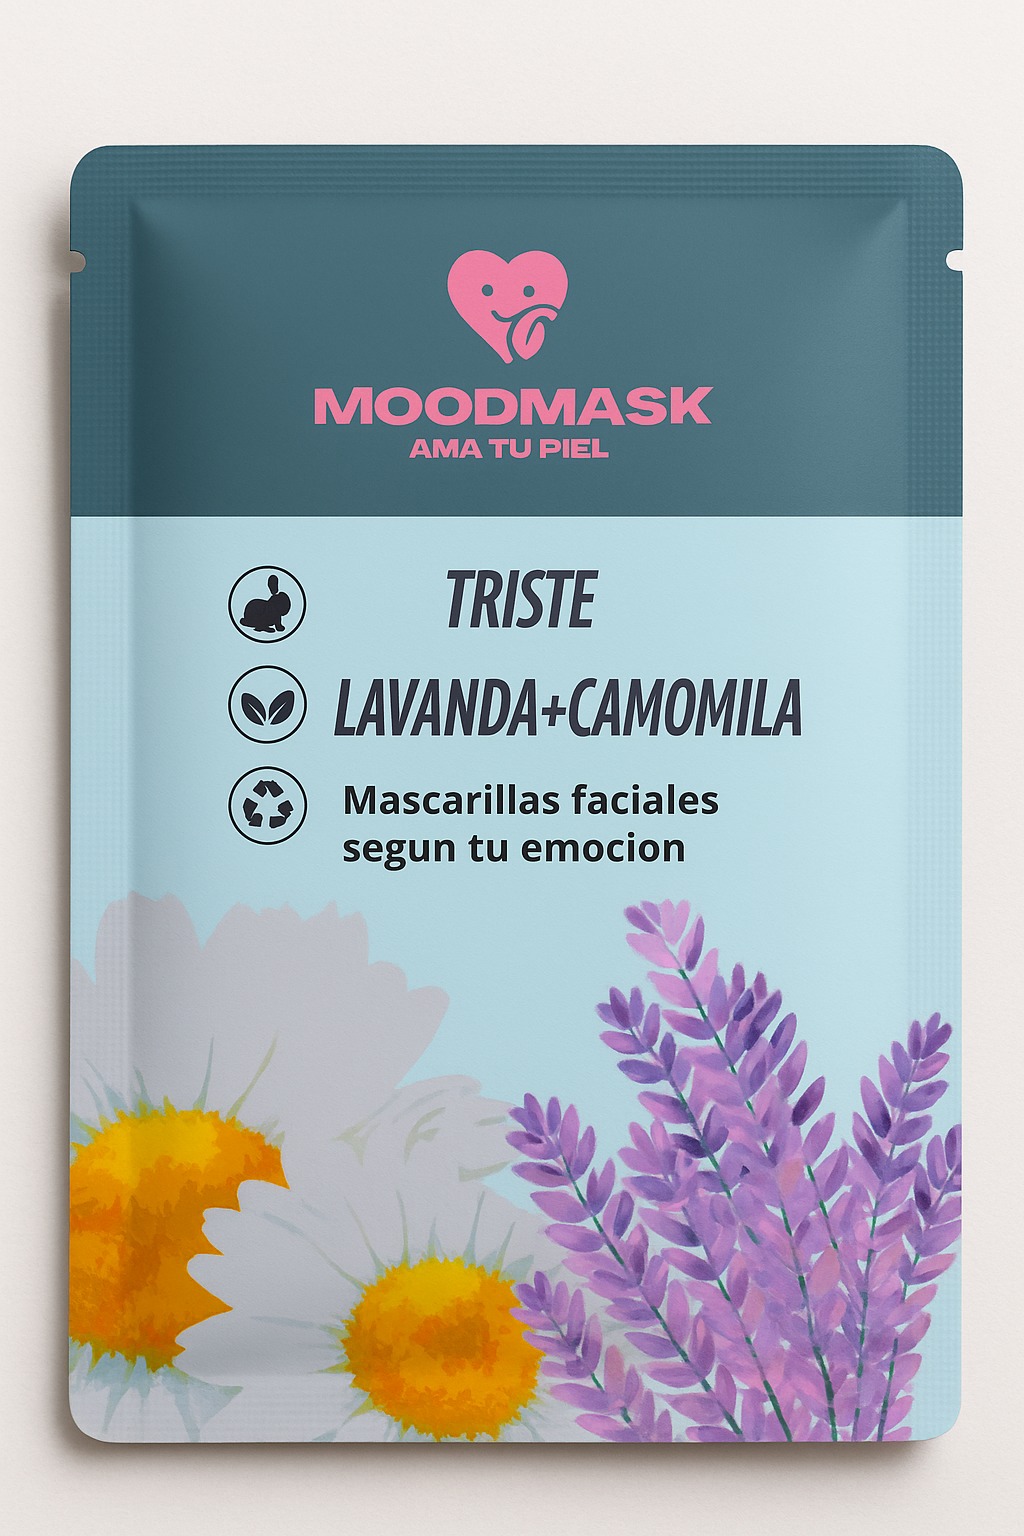 MOODMASK
AMA TU PIEL
TRISTE
LAVANDA+CAMOMILA
Mascarillas faciales
segun tu emocion